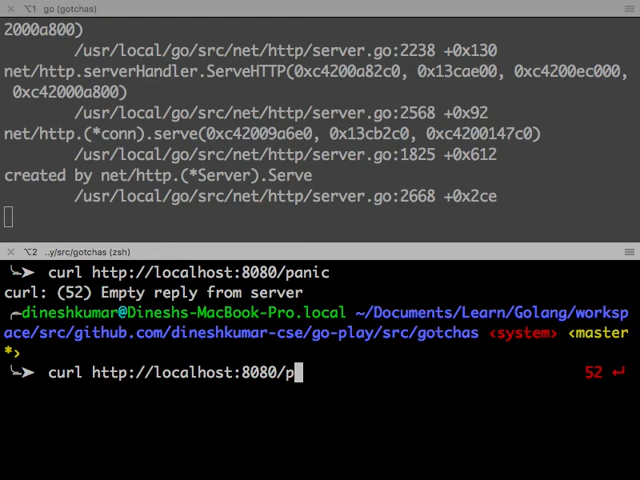 ⌥1 go (gotchas)
2000a800)
/usr/local/go/src/net/http/server.go:2238 +0x130
net/http.serverHandler.ServeHTTP(0xc4200a82c0, 0x13cae00, 0xc4200ec000,
0xc42000a800)
/usr/local/go/src/net/http/server.go:2568 +0x92
net/http.(*conn).serve(0xc42009a6e0, 0x13cb2c0, 0xc4200147c0)
/usr/local/go/src/net/http/server.go:1825 +0x612
created by net/http.(*Server).Serve
/usr/local/go/src/net/http/server.go:2668 +0x2ce
⌥2 ..y/src/gotchas (zsh)
curl http://localhost:8080/panic
curl: (52) Empty reply from server
dineshkumar@Dineshs-MacBook-Pro.local ~/Documents/Learn/Golang/worksp
ace/src/github.com/dineshkumar-cse/go-play/src/gotchas <system> <master
*>
curl http://localhost:8080/p 52 ↵